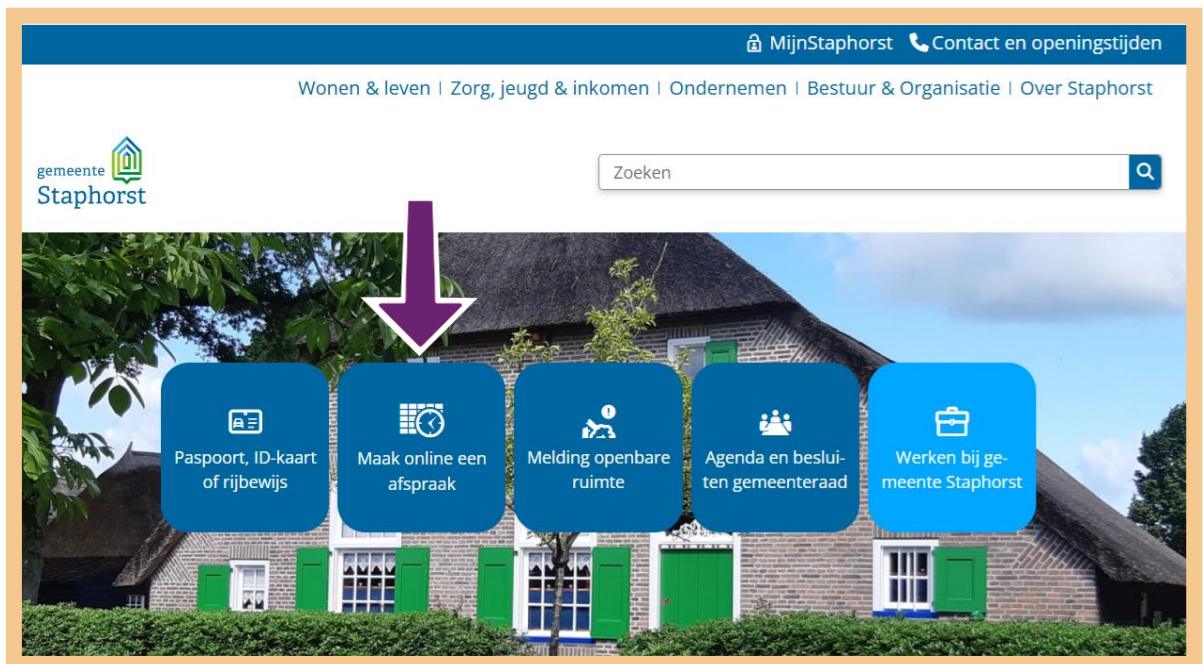 MijnStaphorst Contact en openingstijden
Wonen & leven | Zorg, jeugd & inkomen | Ondernemen | Bestuur & Organisatie | Over Staphorst
gemeente
Staphorst
Zoeken
Paspoort, ID-kaart
of rijbewijs
Maak online een
afspraak
Melding openbare
ruimte
Agenda en beslui-
ten gemeenteraad
Werken bij ge-
meente Staphorst